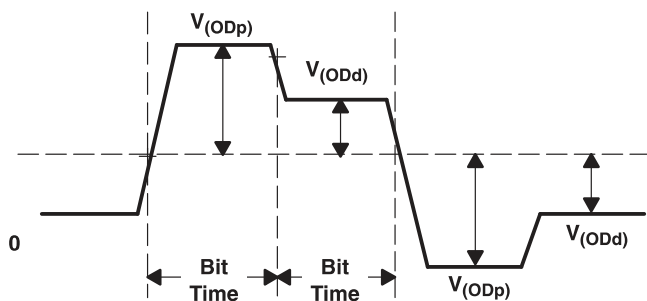 V(ODp)
V(ODd)
0
V(ODd)
Bit
Time
Bit
Time
V(ODp)